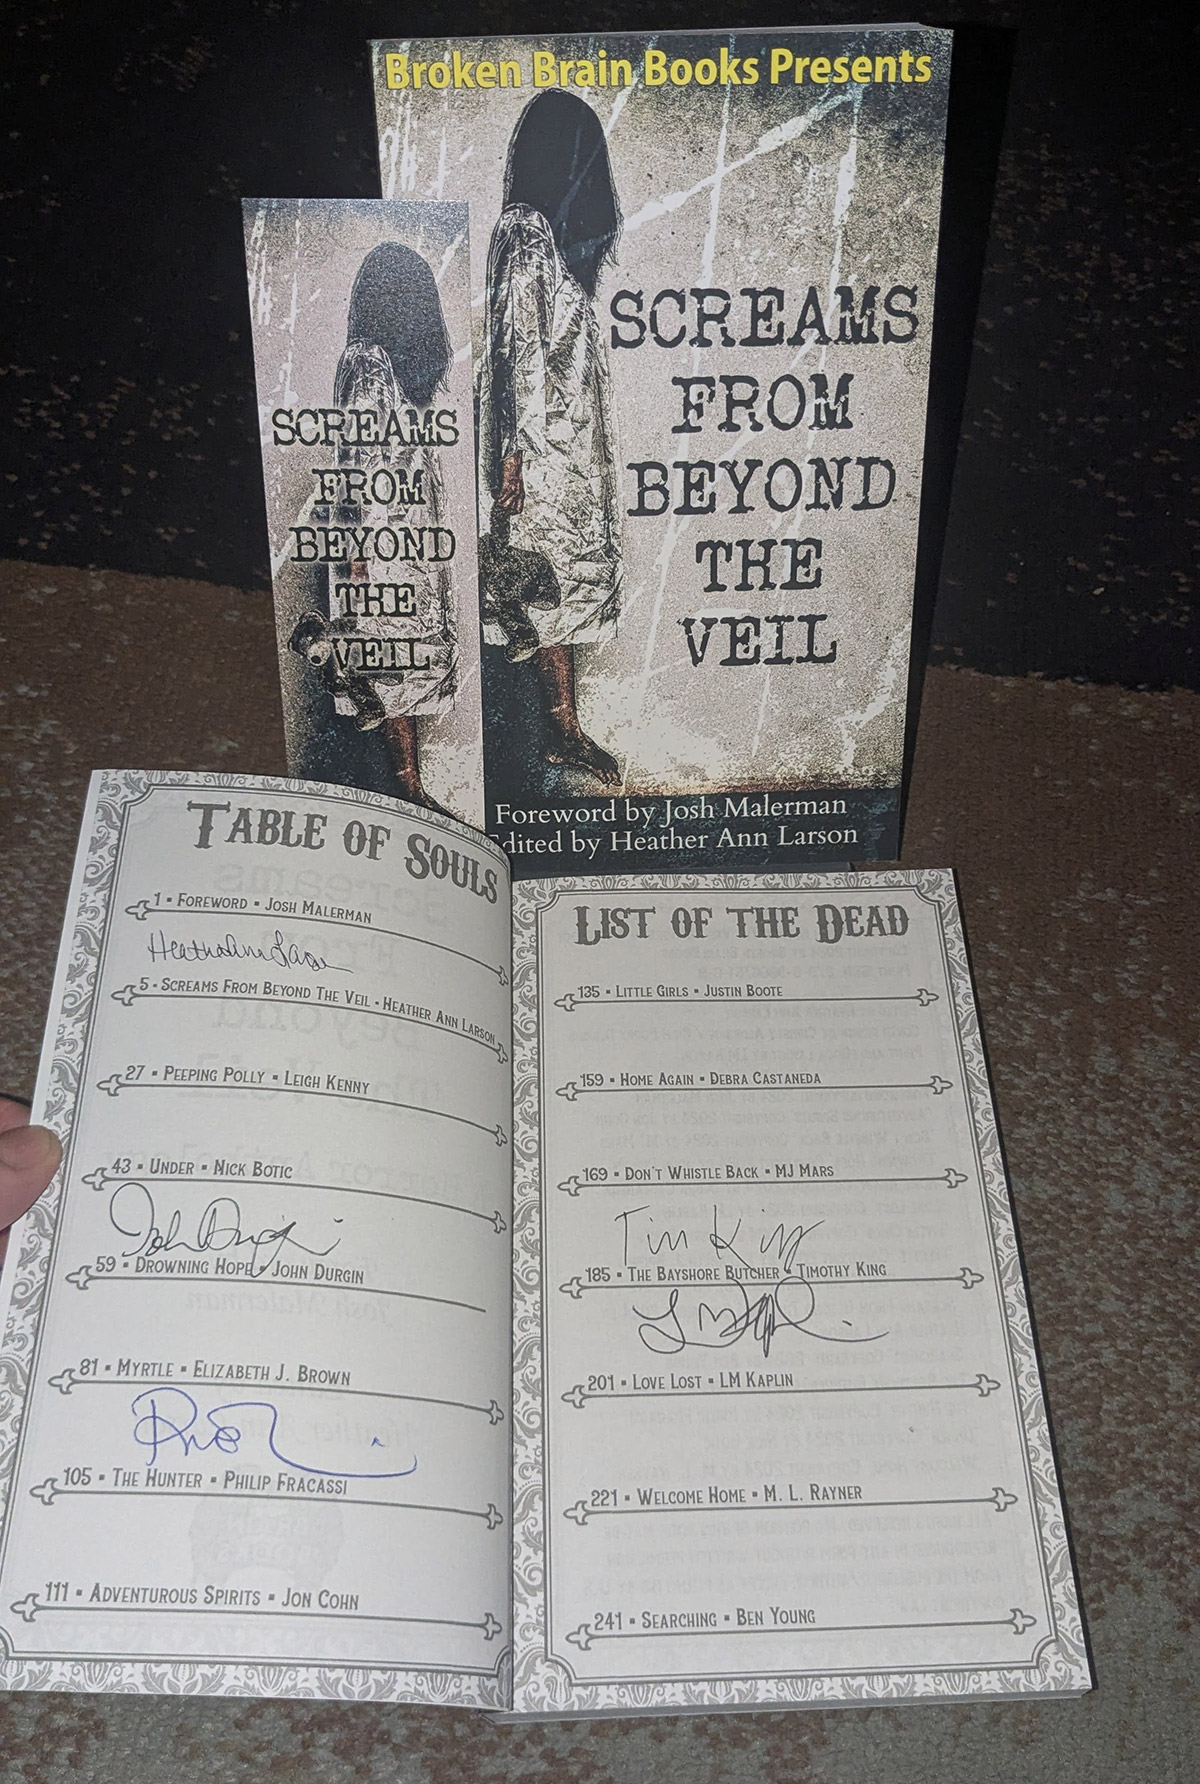 Broken Brain Books Presents
SCREAMS
FROM
BEYOND
THE
VEIL
Foreword by Josh Malerman
dited by Heather Ann Larson
SCREAMS
FROM
BEYOND
THE
VEIL
TABLE OF SOULS
1 ▪ FOREWORD ▪ JOSH MALERMAN
HeatherAnn Larson
5 ▪ SCREAMS FROM BEYOND THE VEIL ▪ HEATHER ANN LARSON
27 ▪ PEEPING POLLY ▪ LEIGH KENNY
43 ▪ UNDER ▪ NICK BOTIC
John Durgin
59 ▪ DROWNING HOPE ▪ JOHN DURGIN
81 ▪ MYRTLE ▪ ELIZABETH J. BROWN
105 ▪ THE HUNTER ▪ PHILIP FRACASSI
111 ▪ ADVENTUROUS SPIRITS ▪ JON COHN
LIST OF THE DEAD
135 ▪ LITTLE GIRLS ▪ JUSTIN BOOTE
159 ▪ HOME AGAIN ▪ DEBRA CASTANEDA
169 ▪ DON'T WHISTLE BACK ▪ MJ MARS
Tim King
185 ▪ THE BAYSHORE BUTCHER ▪ TIMOTHY KING
201 ▪ LOVE LOST ▪ LM KAPLIN
221 ▪ WELCOME HOME ▪ M. L. RAYNER
241 ▪ SEARCHING ▪ BEN YOUNG